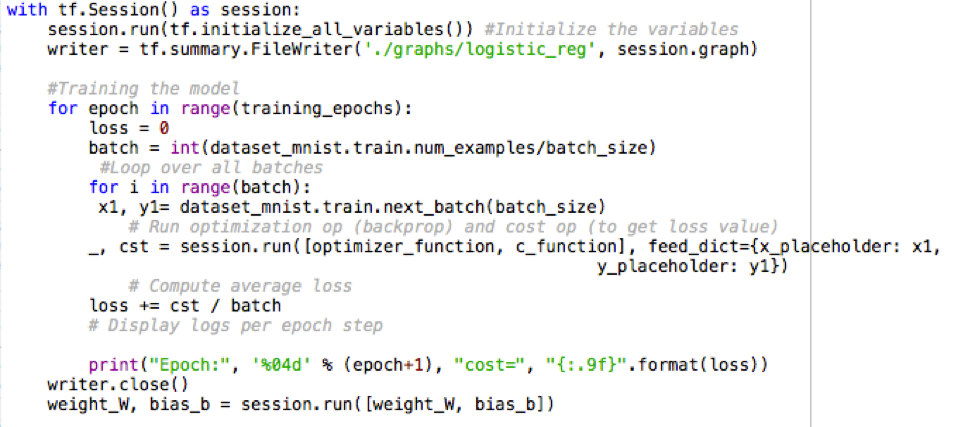 with tf.Session() as session:
    session.run(tf.initialize_all_variables()) #Initialize the variables
    writer = tf.summary.FileWriter('./graphs/logistic_reg', session.graph)

    #Training the model
    for epoch in range(training_epochs):
        loss = 0
        batch = int(dataset_mnist.train.num_examples/batch_size)
         #Loop over all batches
        for i in range(batch):
         x1, y1= dataset_mnist.train.next_batch(batch_size)
            # Run optimization op (backprop) and cost op (to get loss value)
        _, cst = session.run([optimizer_function, c_function], feed_dict={x_placeholder: x1,
                                                         y_placeholder: y1})
            # Compute average loss
        loss += cst / batch
        # Display logs per epoch step

        print("Epoch:", '%04d' % (epoch+1), "cost=", "{:.9f}".format(loss))
    writer.close()
    weight_W, bias_b = session.run([weight_W, bias_b])